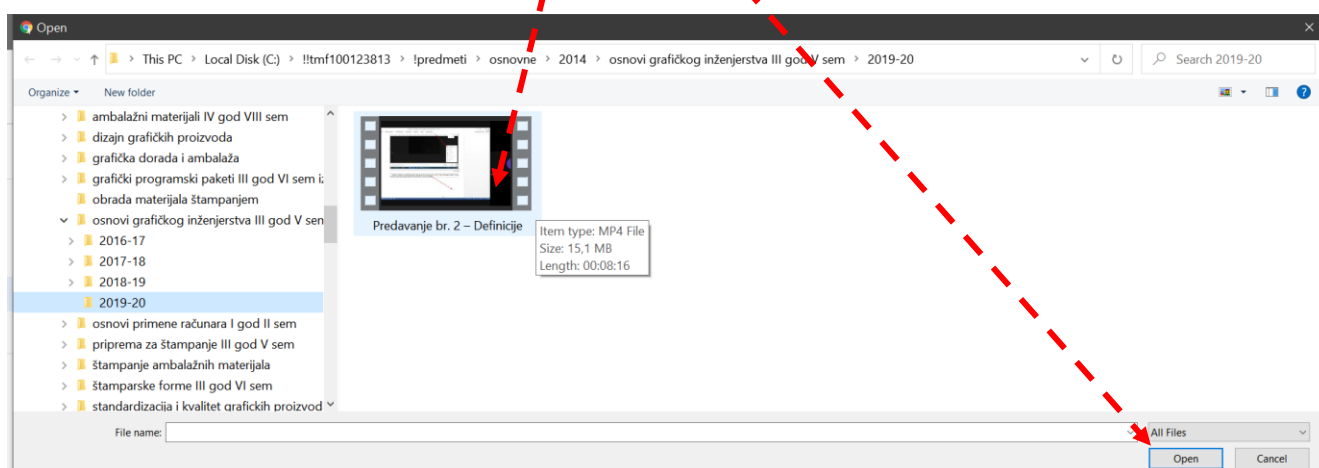 Open
This PC > Local Disk (C:) > !!tmf100123813 > !predmeti > osnovne > 2014 > osnovi grafičkog inženjerstva III god V sem > 2019-20
Search 2019-20
Organize
New folder
ambalažni materijali IV god VIII sem
dizajn grafičkih proizvoda
grafička dorada i ambalaža
grafički programski paketi III god VI sem i
obrada materijala štampanjem
osnovi grafičkog inženjerstva III god V sem
2016-17
2017-18
2018-19
2019-20
osnovi primene računara I god II sem
priprema za štampanje III god V sem
štampanje ambalažnih materijala
štamparske forme III god VI sem
standardizacija i kvalitet grafickih proizvod
Predavanje br. 2 – Definicije
Item type: MP4 File
Size: 15,1 MB
Length: 00:08:16
File name:
All Files
Open
Cancel